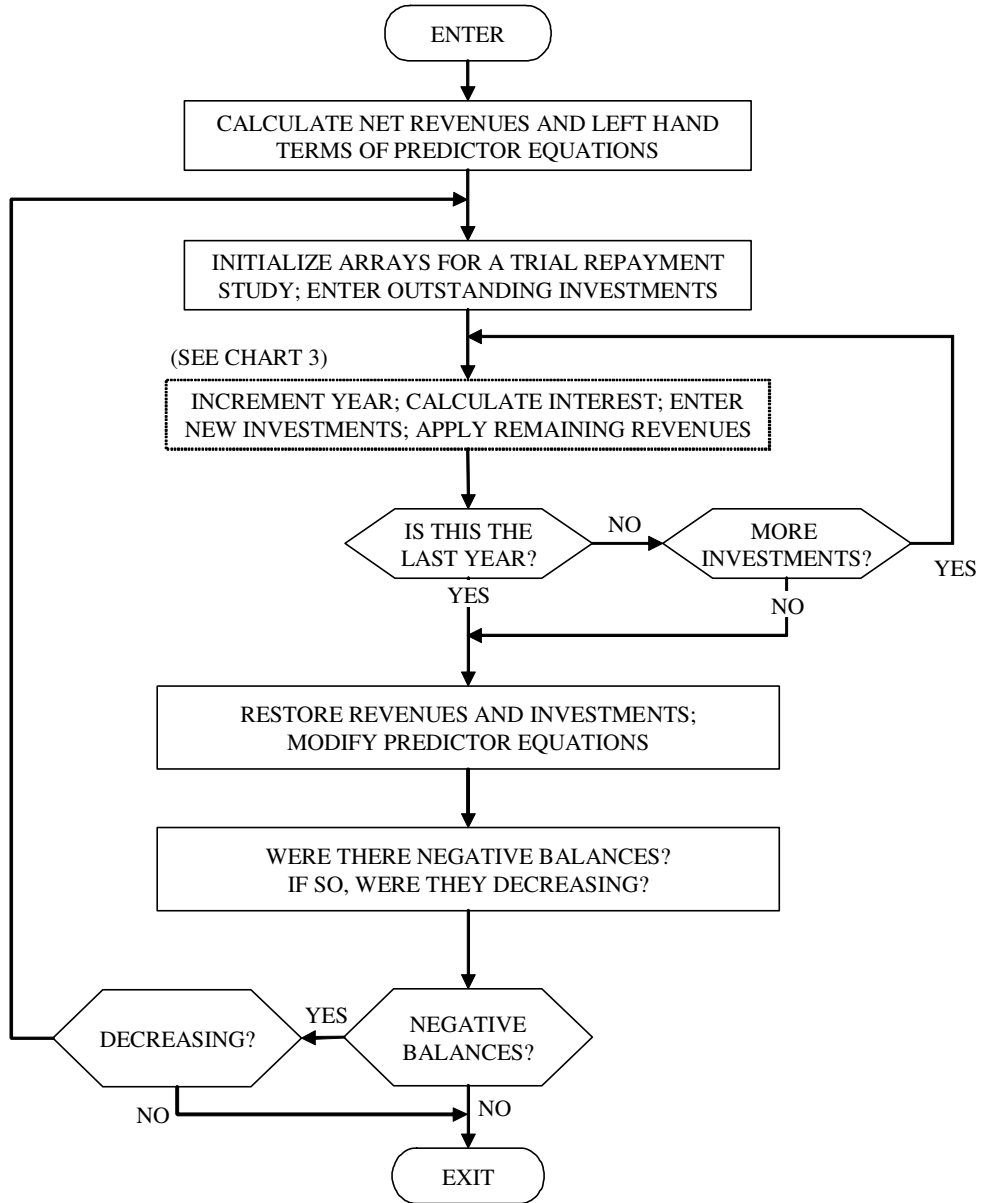 ENTER
CALCULATE NET REVENUES AND LEFT HAND
TERMS OF PREDICTOR EQUATIONS
INITIALIZE ARRAYS FOR A TRIAL REPAYMENT
STUDY; ENTER OUTSTANDING INVESTMENTS
(SEE CHART 3)
INCREMENT YEAR; CALCULATE INTEREST; ENTER
NEW INVESTMENTS; APPLY REMAINING REVENUES
IS THIS THE
LAST YEAR?
NO
MORE
INVESTMENTS?
YES
YES
NO
RESTORE REVENUES AND INVESTMENTS;
MODIFY PREDICTOR EQUATIONS
WERE THERE NEGATIVE BALANCES?
IF SO, WERE THEY DECREASING?
NEGATIVE
BALANCES?
YES
DECREASING?
NO
NO
EXIT